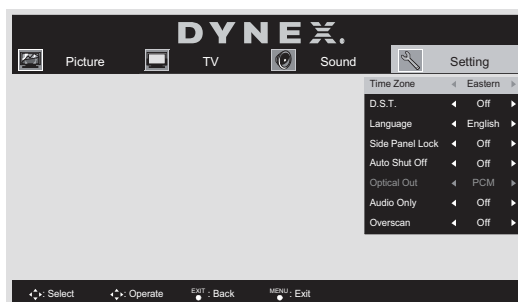 DYNEX.
Picture TV Sound Setting
Time Zone Eastern
D.S.T. Off
Language English
Side Panel Lock Off
Auto Shut Off Off
Optical Out PCM
Audio Only Off
Overscan Off
: Select : Operate EXIT : Back MENU : Exit